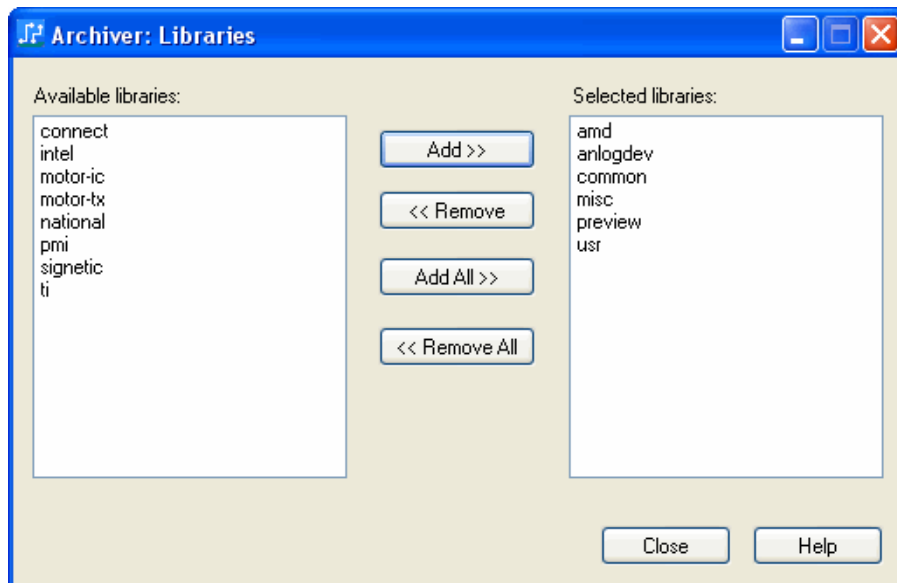 Archiver: Libraries
Available libraries:
connect
intel
motor-ic
motor-tx
national
pmi
signetic
ti
Add >>
<< Remove
Add All >>
<< Remove All
Selected libraries:
amd
anlogdev
common
misc
preview
usr
Close
Help